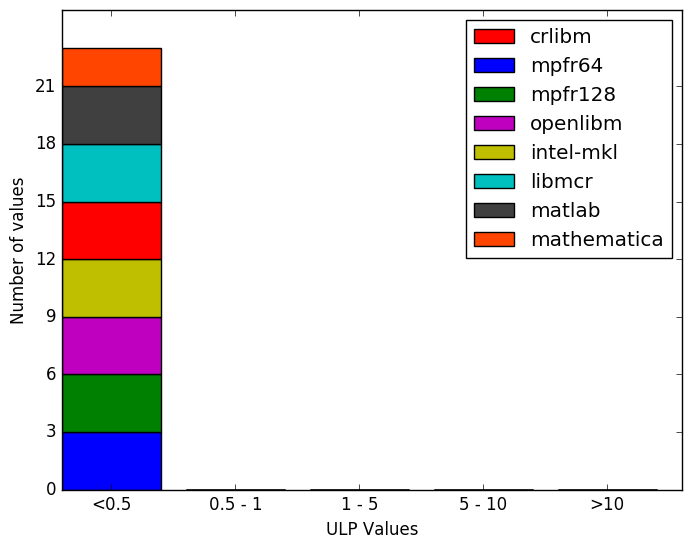 crlibm
mpfr64
mpfr128
openlibm
intel-mkl
libmcr
matlab
mathematica
Number of values
21
18
15
12
9
6
3
0
<0.5
0.5 - 1
1 - 5
5 - 10
>10
ULP Values